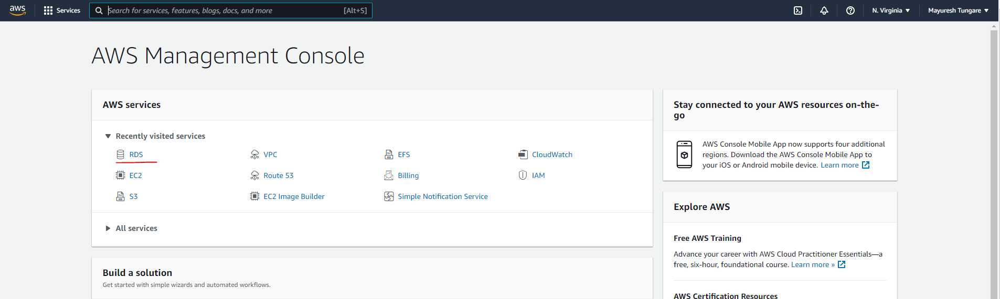 aws Services Search for services, features, blogs, docs, and more [Alt+S] N. Virginia Mayuresh Tungare
AWS Management Console
AWS services
Recently visited services
RDS VPC EFS CloudWatch
EC2 Route 53 Billing IAM
S3 EC2 Image Builder Simple Notification Service
All services
Build a solution
Get started with simple wizards and automated workflows.
Stay connected to your AWS resources on-the-
go
AWS Console Mobile App now supports four additional
regions. Download the AWS Console Mobile App to
your iOS or Android mobile device. Learn more
Explore AWS
Free AWS Training
Advance your career with AWS Cloud Practitioner Essentials—a
free, six-hour, foundational course. Learn more »
AWS Certification Resources